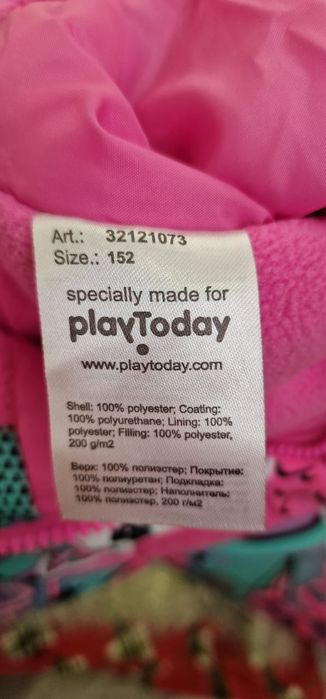 Art.: 32121073
Size.: 152
specially made for
playToday
www.playtoday.com
Shell: 100% polyester; Coating:
100% polyurethane; Lining: 100%
polyester; Filling: 100% polyester,
200 g/m2
Верх: 100% полиэстер; Покрытие:
100% полиуретан; Подкладка:
100% полиэстер; Наполнитель:
100% полиэстер, 200 г/м2